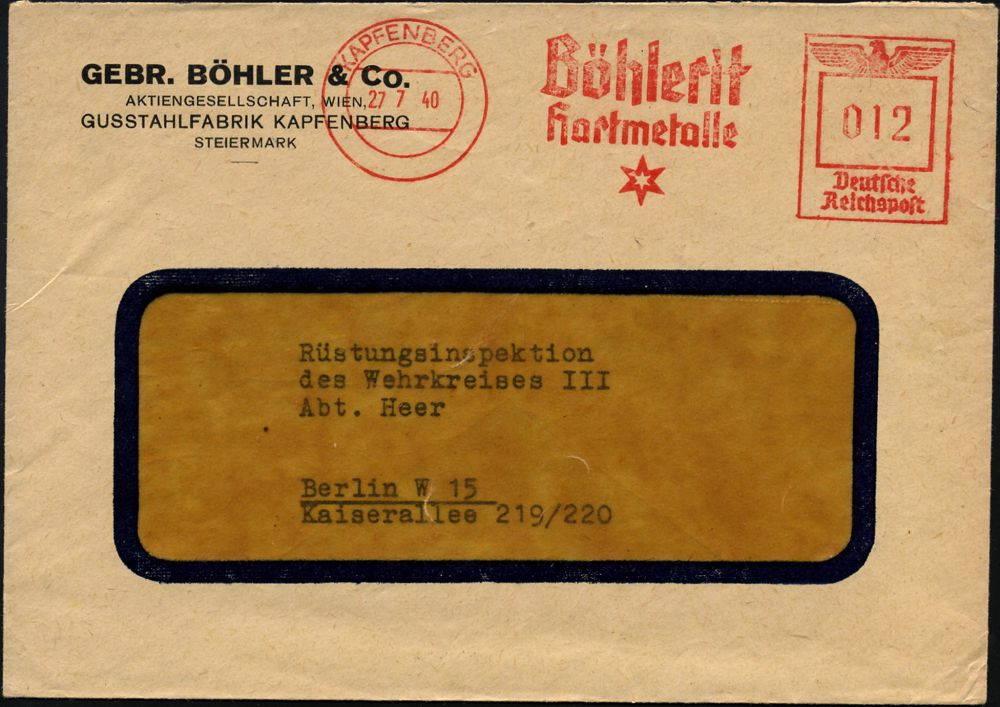 GEBR. BÖHLER & Co.
AKTIENGESELLSCHAFT, WIEN,
GUSSTAHLFABRIK KAPFENBERG
STEIERMARK
KAPFENBERG
27 7 40
Böhlerit
Hartmetalle
012
Deutsche
Reichspost
Rüstungsinspektion
des Wehrkreises III
Abt. Heer
Berlin W 15
Kaiserallee 219/220